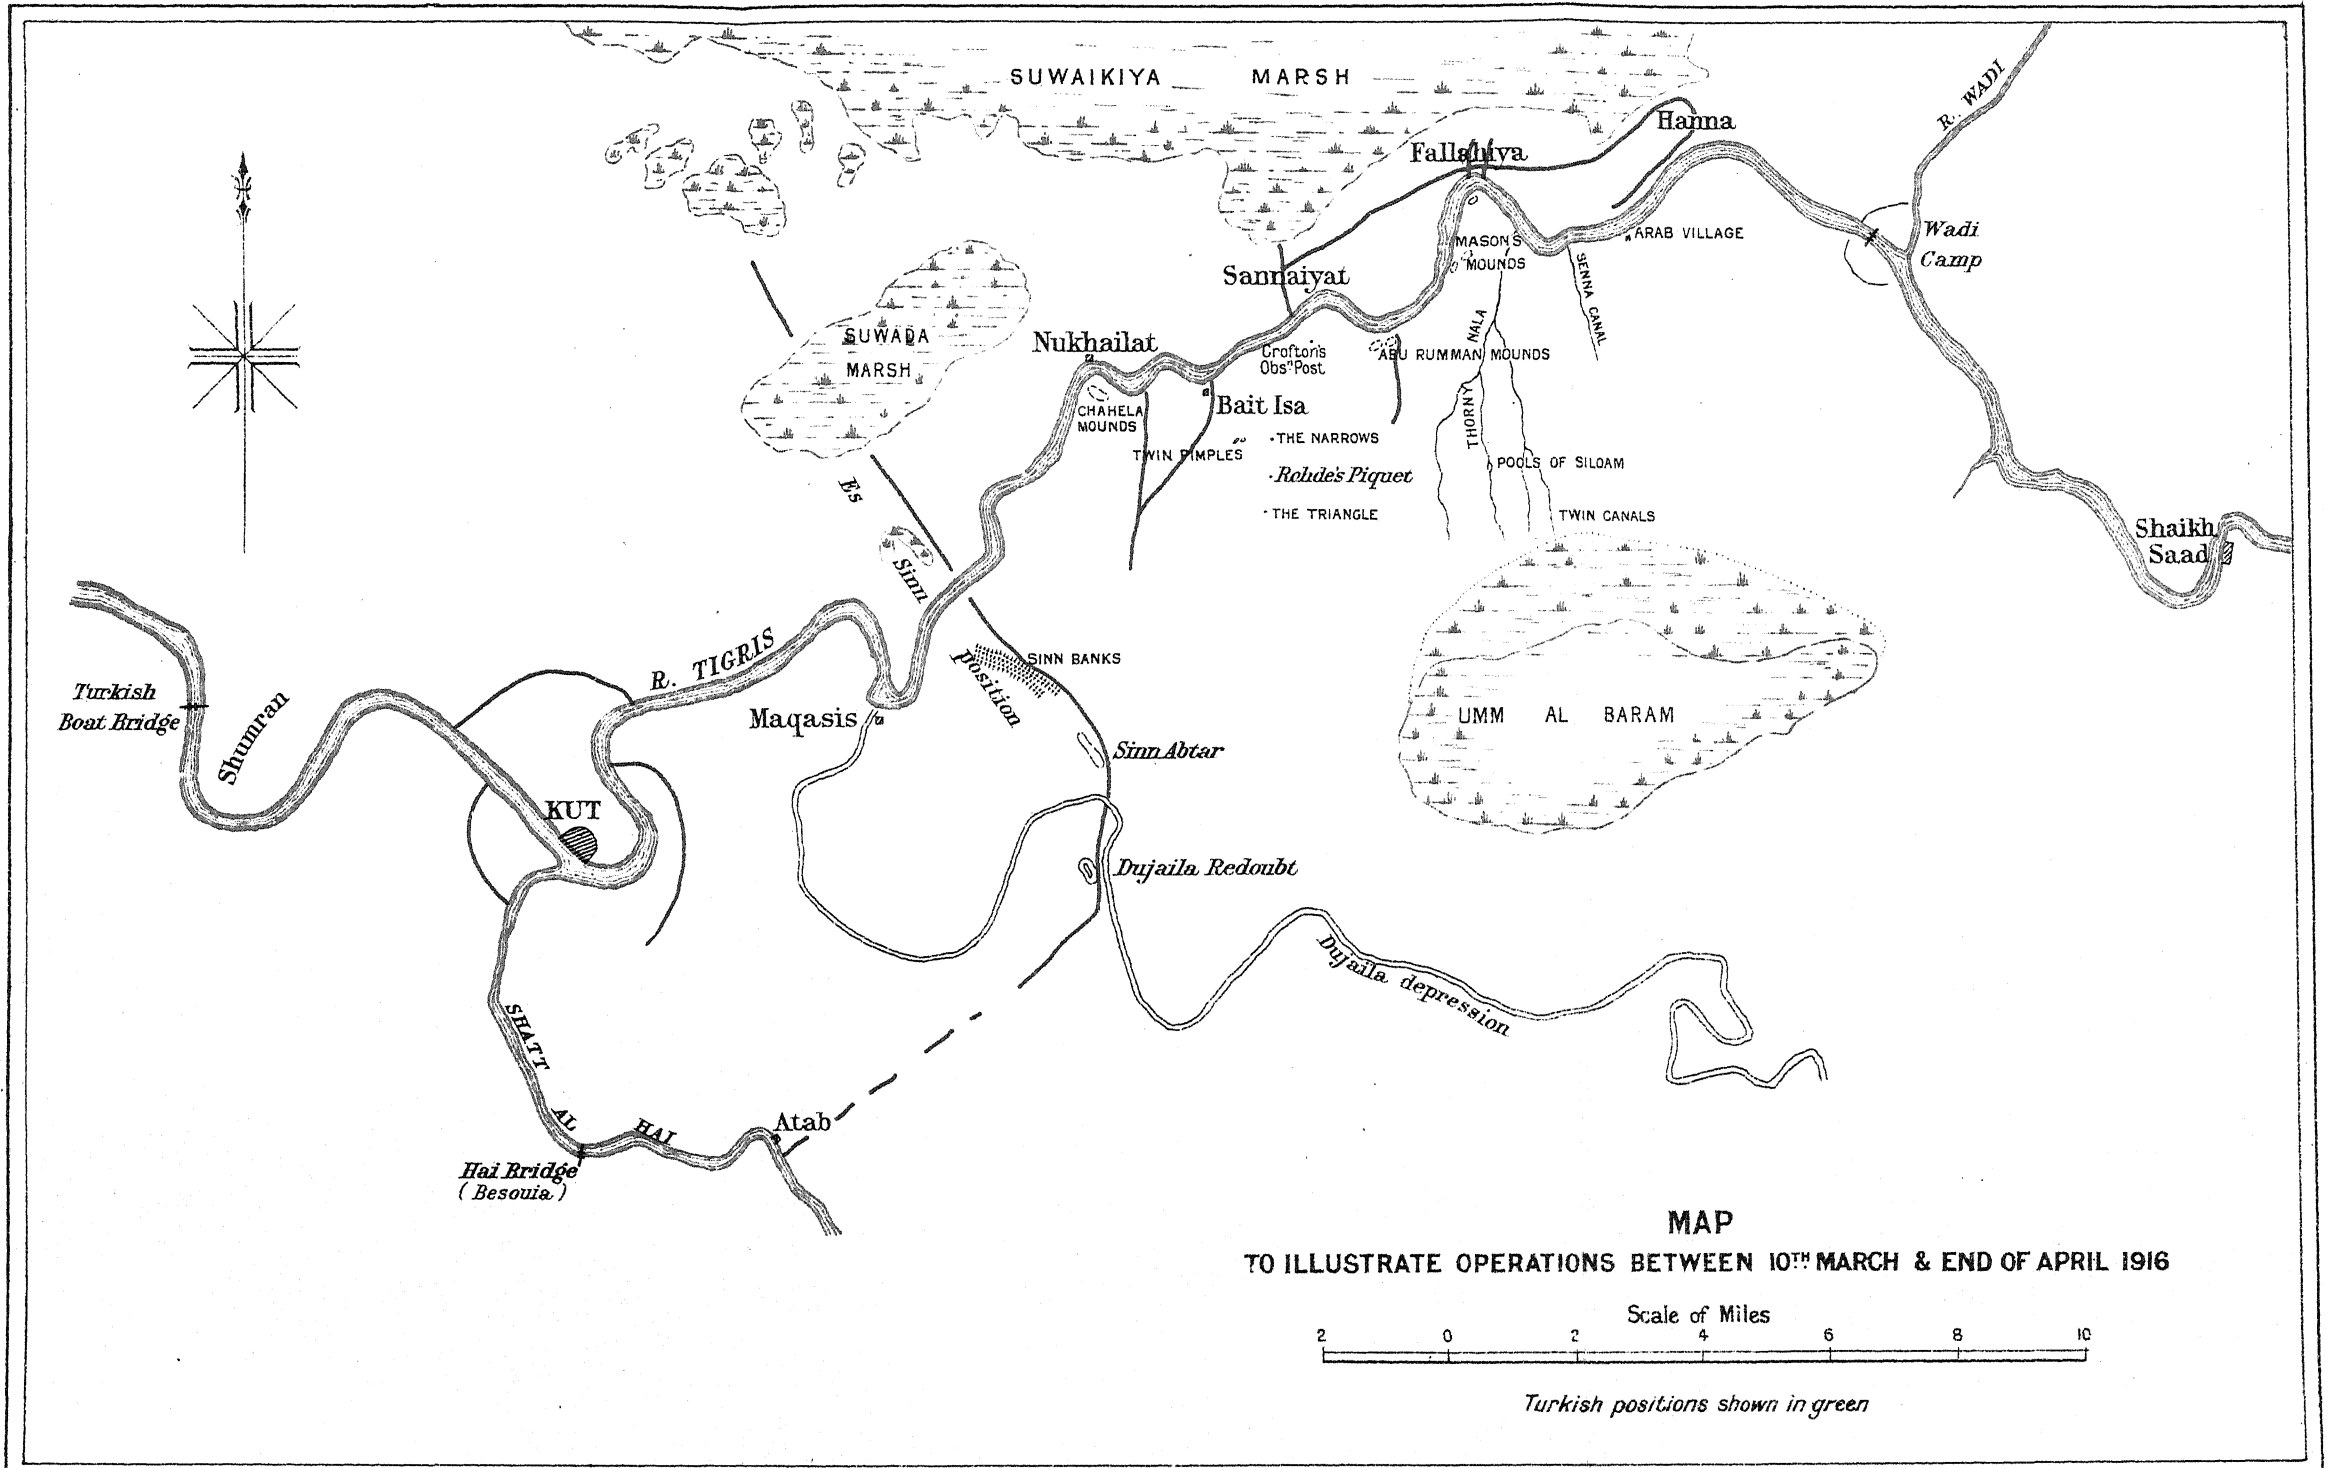 SUWAIKIYA MARSH
R. WADI
Hanna
Fallahiya
Wadi
Camp
MASON'S
MOUNDS
ARAB VILLAGE
SENNA CANAL
Sannaiyat
SUWADA
MARSH
Nukhailat
Crofton's
Obsn. Post
ABU RUMMAN MOUNDS
THORNY NALA
CHAHELA
MOUNDS
Bait Isa
TWIN PIMPLES
THE NARROWS
Rohde's Piquet
POOLS OF SILOAM
THE TRIANGLE
TWIN CANALS
Es Sinn position
Shaikh
Saad
R. TIGRIS
SINN BANKS
Turkish
Boat Bridge
Shumran
Maqasis
UMM AL BARAM
Sinn Abtar
KUT
Dujaila Redoubt
Dujaila depression
SHATT AL HAI
Atab
Hai Bridge
(Besouia)
MAP
TO ILLUSTRATE OPERATIONS BETWEEN 10TH. MARCH & END OF APRIL 1916
Scale of Miles
2 0 2 4 6 8 10
Turkish positions shown in green